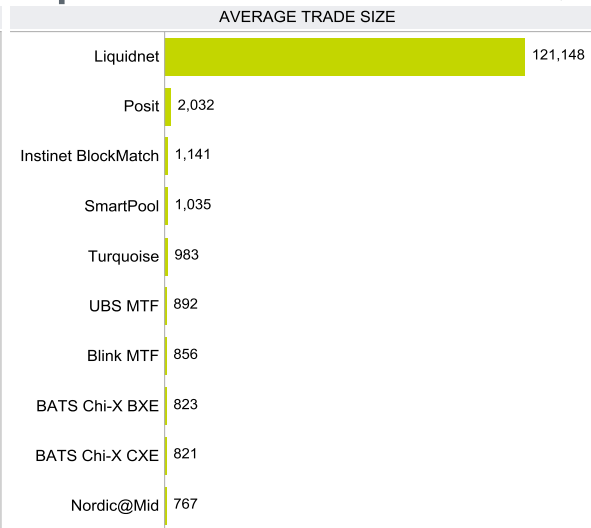 AVERAGE TRADE SIZE
Liquidnet 121,148
Posit 2,032
Instinet BlockMatch 1,141
SmartPool 1,035
Turquoise 983
UBS MTF 892
Blink MTF 856
BATS Chi-X BXE 823
BATS Chi-X CXE 821
Nordic@Mid 767